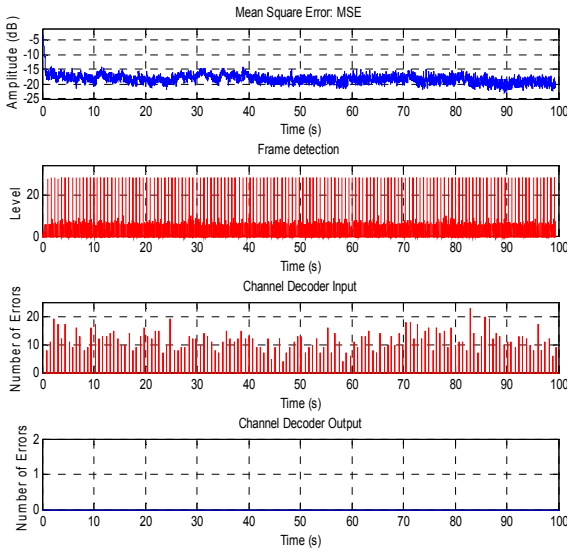 Mean Square Error: MSE
Amplitude (dB)
-5
-10
-15
-20
-25
0 10 20 30 40 50 60 70 80 90 100
Time (s)
Frame detection
Level
20
0
0 10 20 30 40 50 60 70 80 90 100
Time (s)
Channel Decoder Input
Number of Errors
20
10
0
0 10 20 30 40 50 60 70 80 90 100
Time (s)
Channel Decoder Output
Number of Errors
2
1
0
0 10 20 30 40 50 60 70 80 90 100
Time (s)